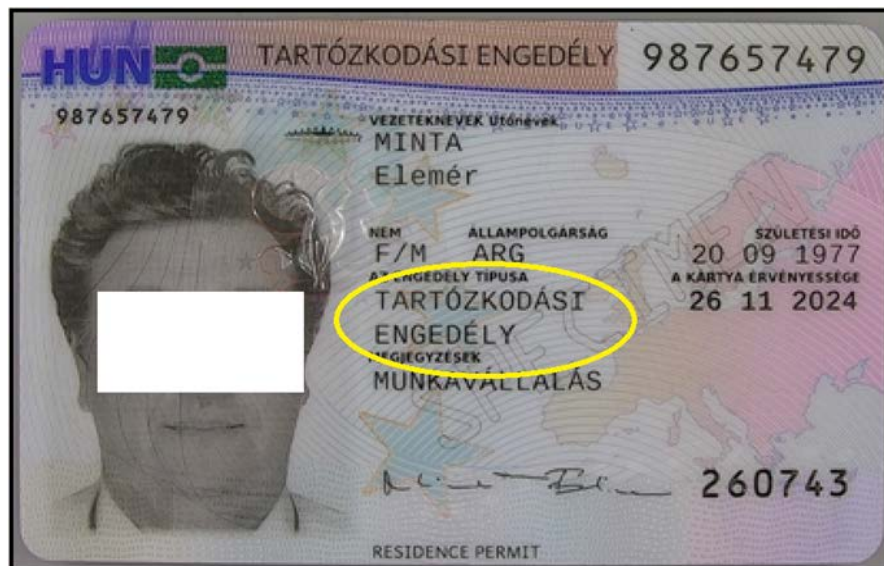 HUN TARTÓZKODÁSI ENGEDÉLY 987657479
987657479
VEZETÉKNEVEK Utónevek
MINTA
Elemér
NEM ÁLLAMPOLGÁRSÁG SZÜLETÉSI IDŐ
F/M ARG 20 09 1977
AZ ENGEDÉLY TÍPUSA A KÁRTYA ÉRVÉNYESSÉGE
TARTÓZKODÁSI 26 11 2024
ENGEDÉLY
MEGJEGYZÉSEK
MUNKAVÁLLALÁS
SPECIMEN
260743
RESIDENCE PERMIT